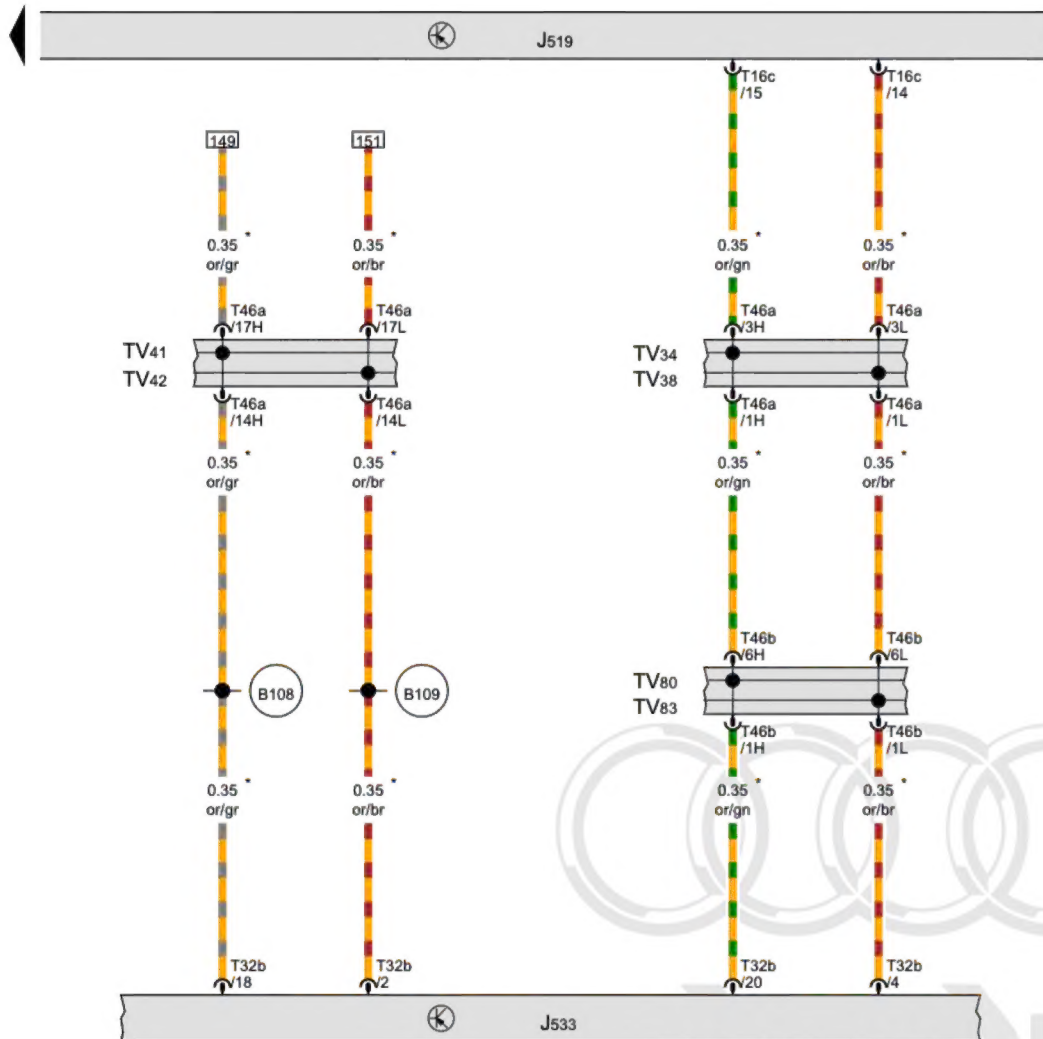 J519
T16c
/15
T16c
/14
149
151
0.35 *
or/gr
0.35 *
or/br
0.35 *
or/gn
0.35 *
or/br
T46a
/17H
T46a
/17L
T46a
/3H
T46a
/3L
TV41
TV42
TV34
TV38
T46a
/14H
T46a
/14L
T46a
/1H
T46a
/1L
0.35 *
or/gr
0.35 *
or/br
0.35 *
or/gn
0.35 *
or/br
T46b
/6H
T46b
/6L
B108
B109
TV80
TV83
T46b
/1H
T46b
/1L
0.35 *
or/gr
0.35 *
or/br
0.35 *
or/gn
0.35 *
or/br
T32b
/18
T32b
/2
T32b
/20
T32b
/4
J533